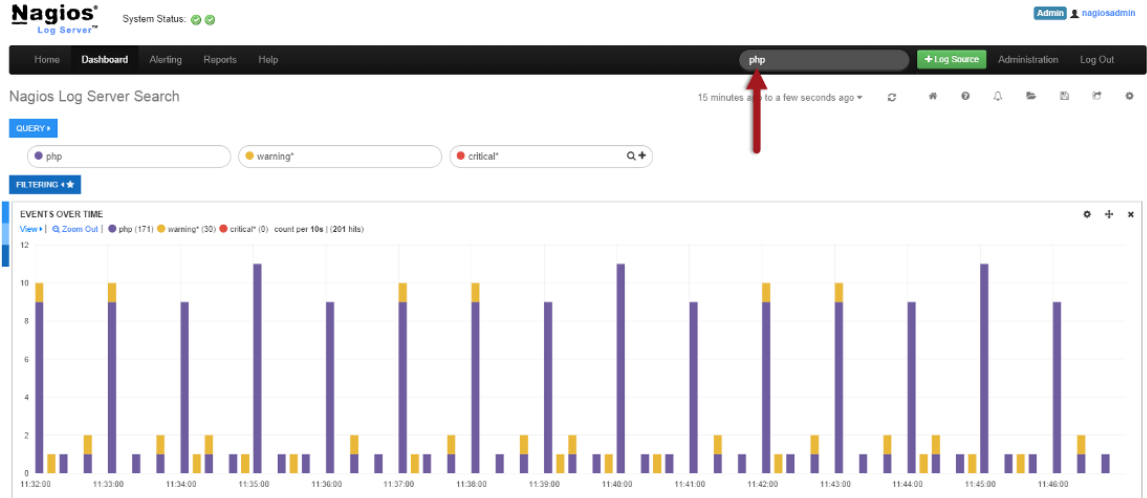 Nagios®
Log Server™
System Status:
Admin nagiosadmin
Home Dashboard Alerting Reports Help php +Log Source Administration Log Out
Nagios Log Server Search
15 minutes ago to a few seconds ago
QUERY
php warning* critical*
FILTERING
EVENTS OVER TIME
View | Zoom Out | php (171) warning* (30) critical* (0) count per 10s | (201 hits)
12
10
8
6
4
2
0
11:32:00 11:33:00 11:34:00 11:35:00 11:36:00 11:37:00 11:38:00 11:39:00 11:40:00 11:41:00 11:42:00 11:43:00 11:44:00 11:45:00 11:46:00